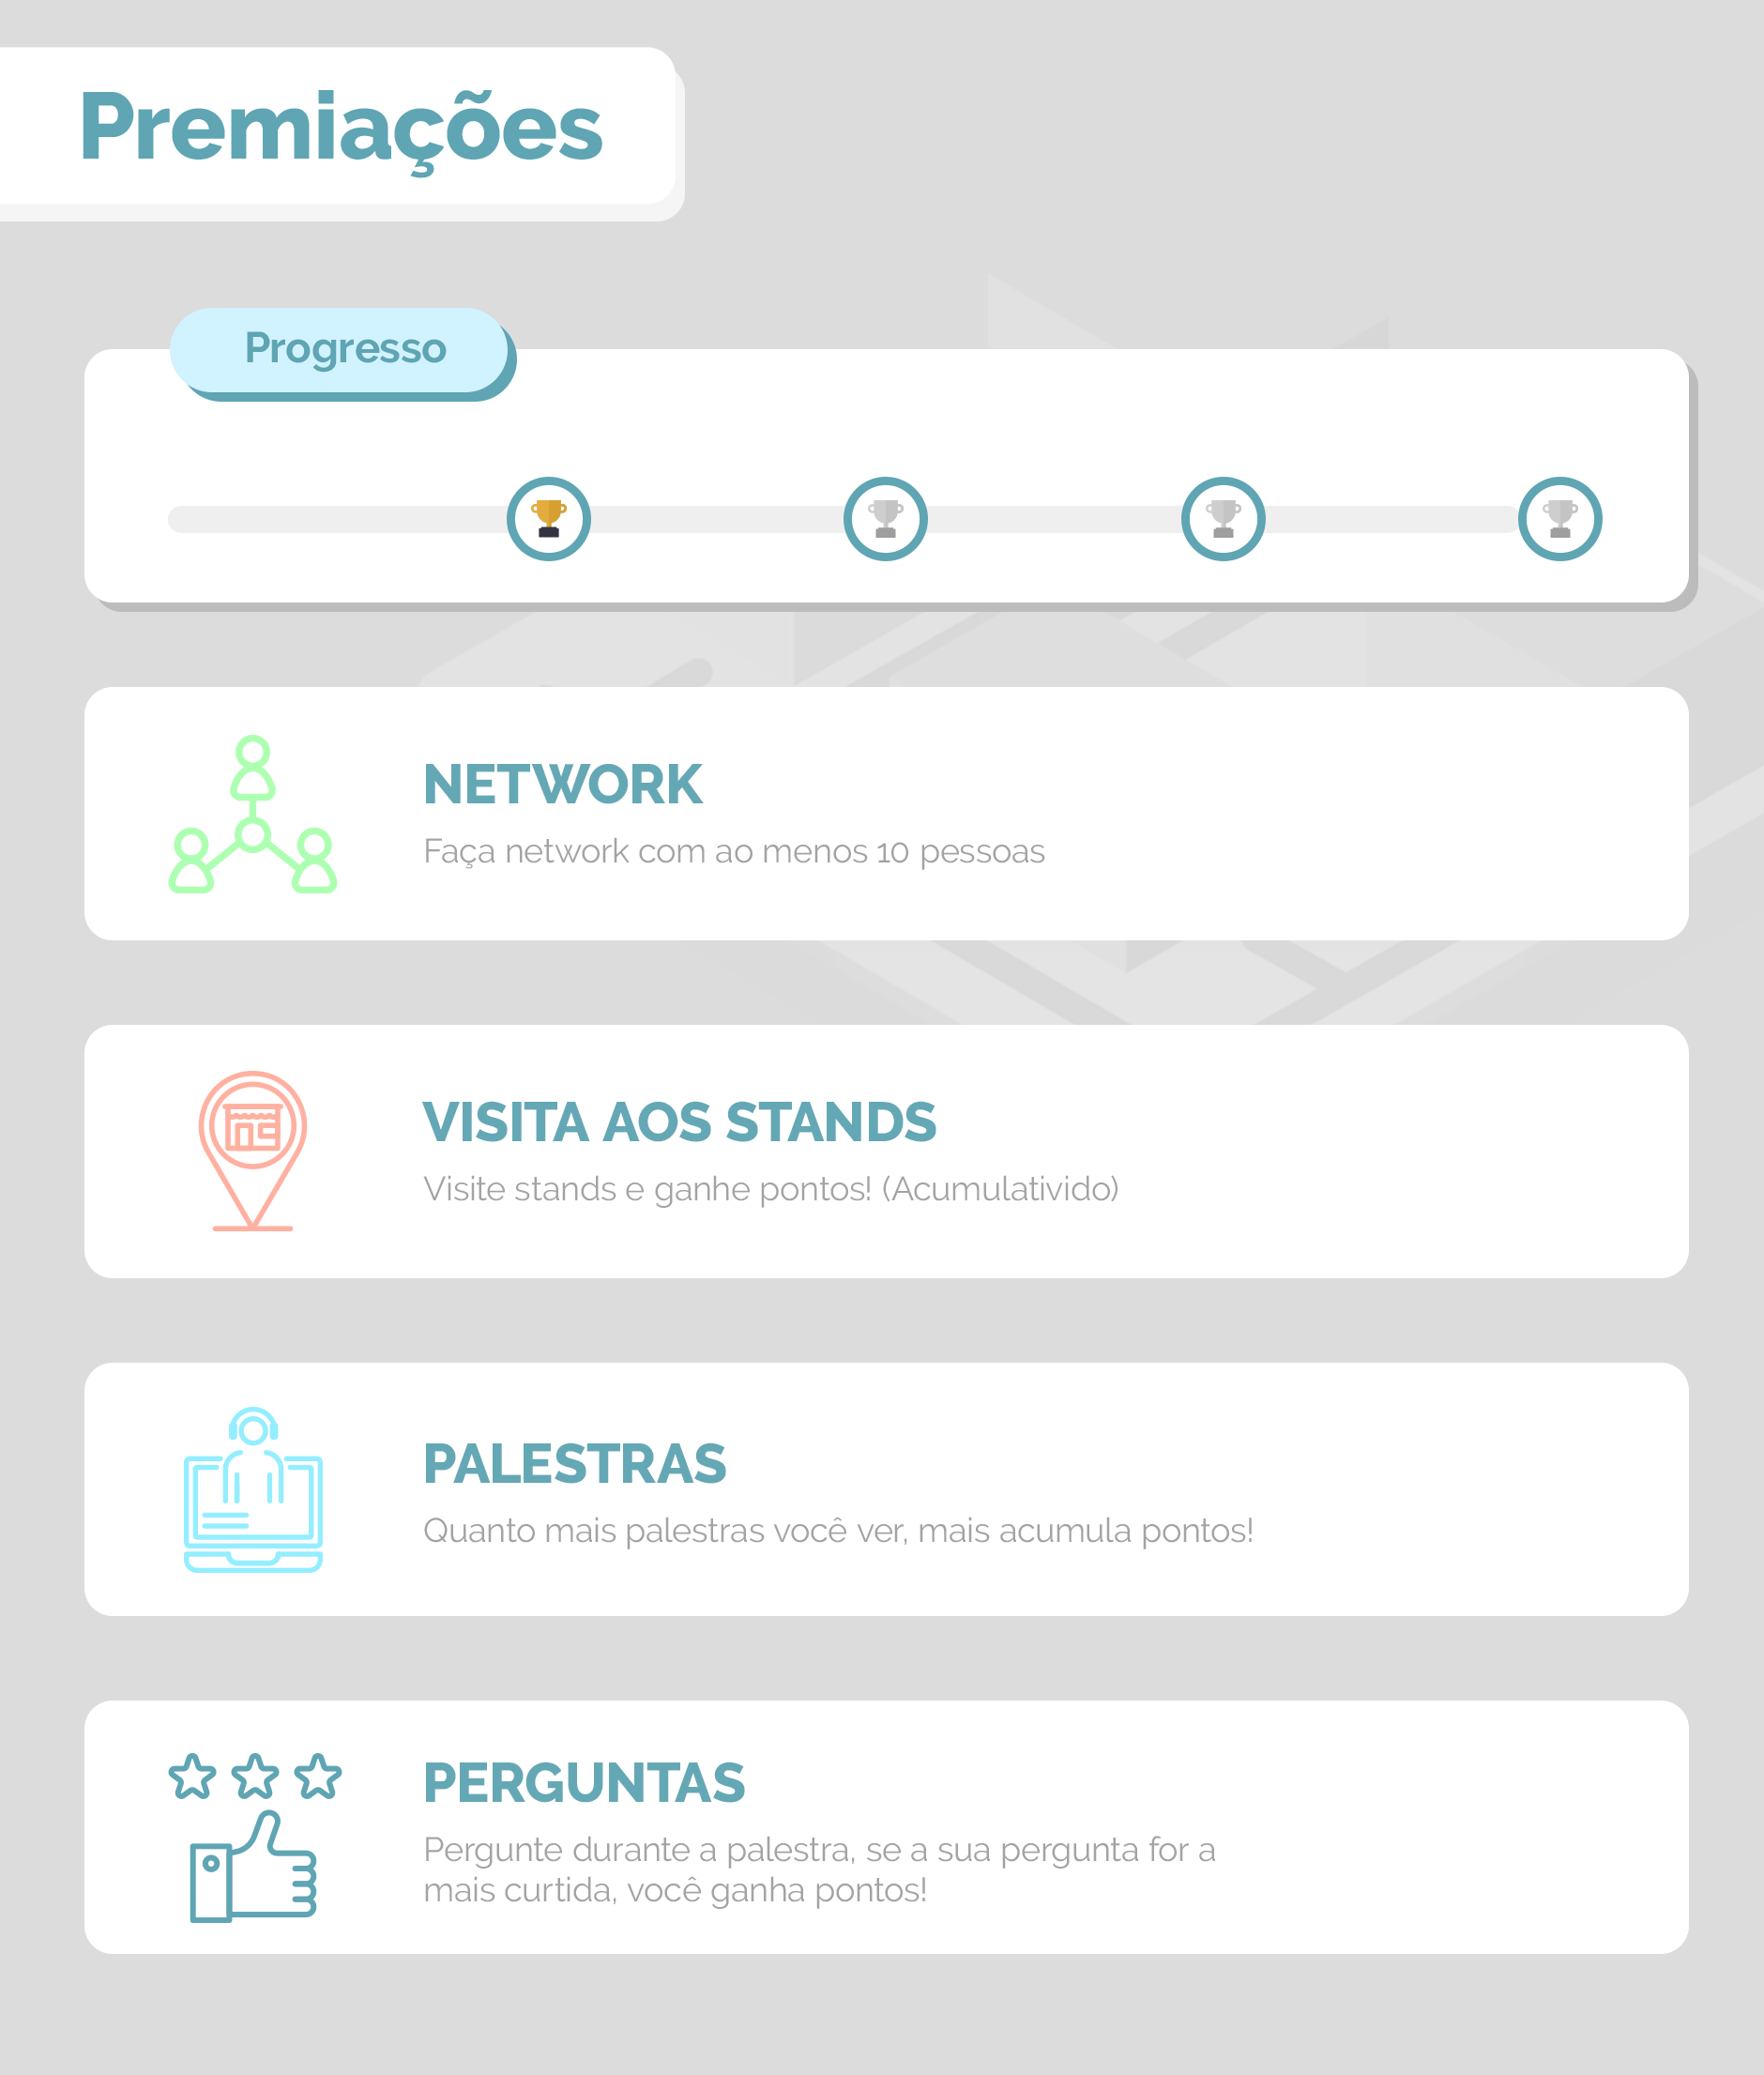 Premiações
Progresso
NETWORK
Faça network com ao menos 10 pessoas
VISITA AOS STANDS
Visite stands e ganhe pontos! (Acumulativido)
PALESTRAS
Quanto mais palestras você ver, mais acumula pontos!
PERGUNTAS
Pergunte durante a palestra, se a sua pergunta for a
mais curtida, você ganha pontos!